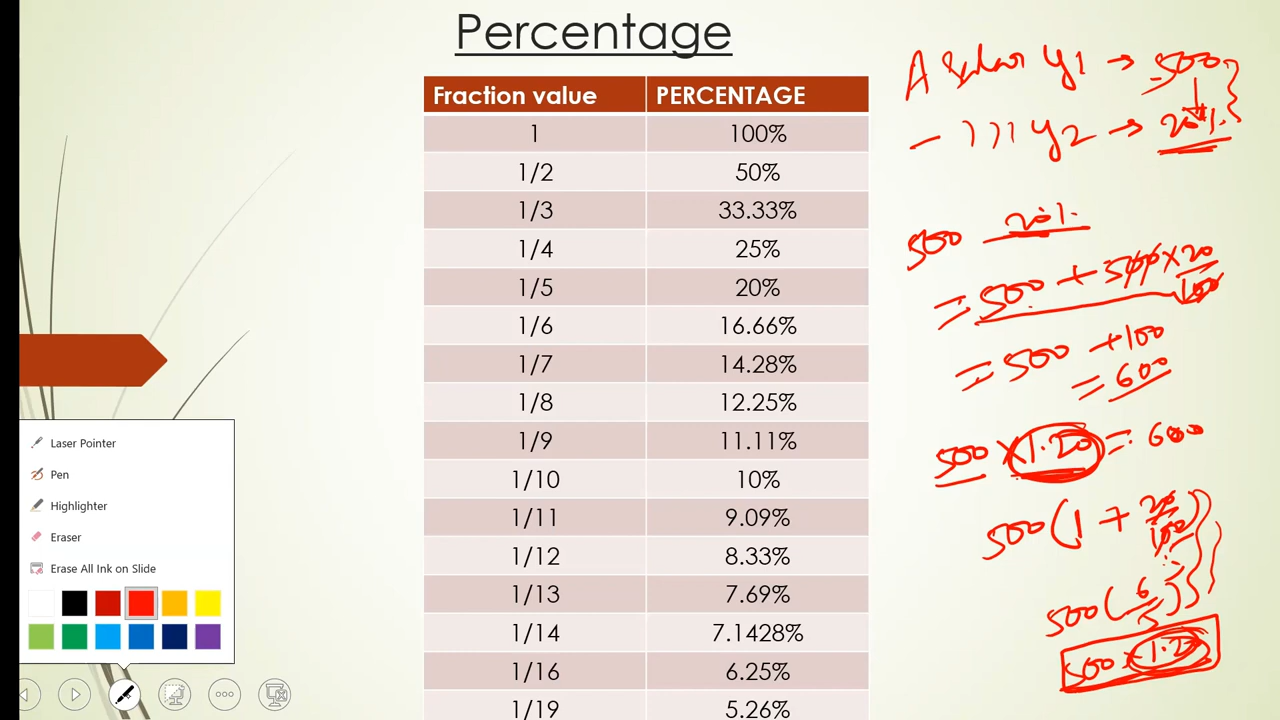 Percentage
Fraction value PERCENTAGE
1 100%
1/2 50%
1/3 33.33%
1/4 25%
1/5 20%
1/6 16.66%
1/7 14.28%
1/8 12.25%
1/9 11.11%
1/10 10%
1/11 9.09%
1/12 8.33%
1/13 7.69%
1/14 7.1428%
1/16 6.25%
1/19 5.26%
A y1 → 500
y2 → 20%
500 20%
= 500 + 500 × 20/100
= 500 + 100
= 600
500 × 1.20 = 600
500 (1 + 20/100)
500 (6/5)
500 × 1.20
Laser Pointer
Pen
Highlighter
Eraser
Erase All Ink on Slide